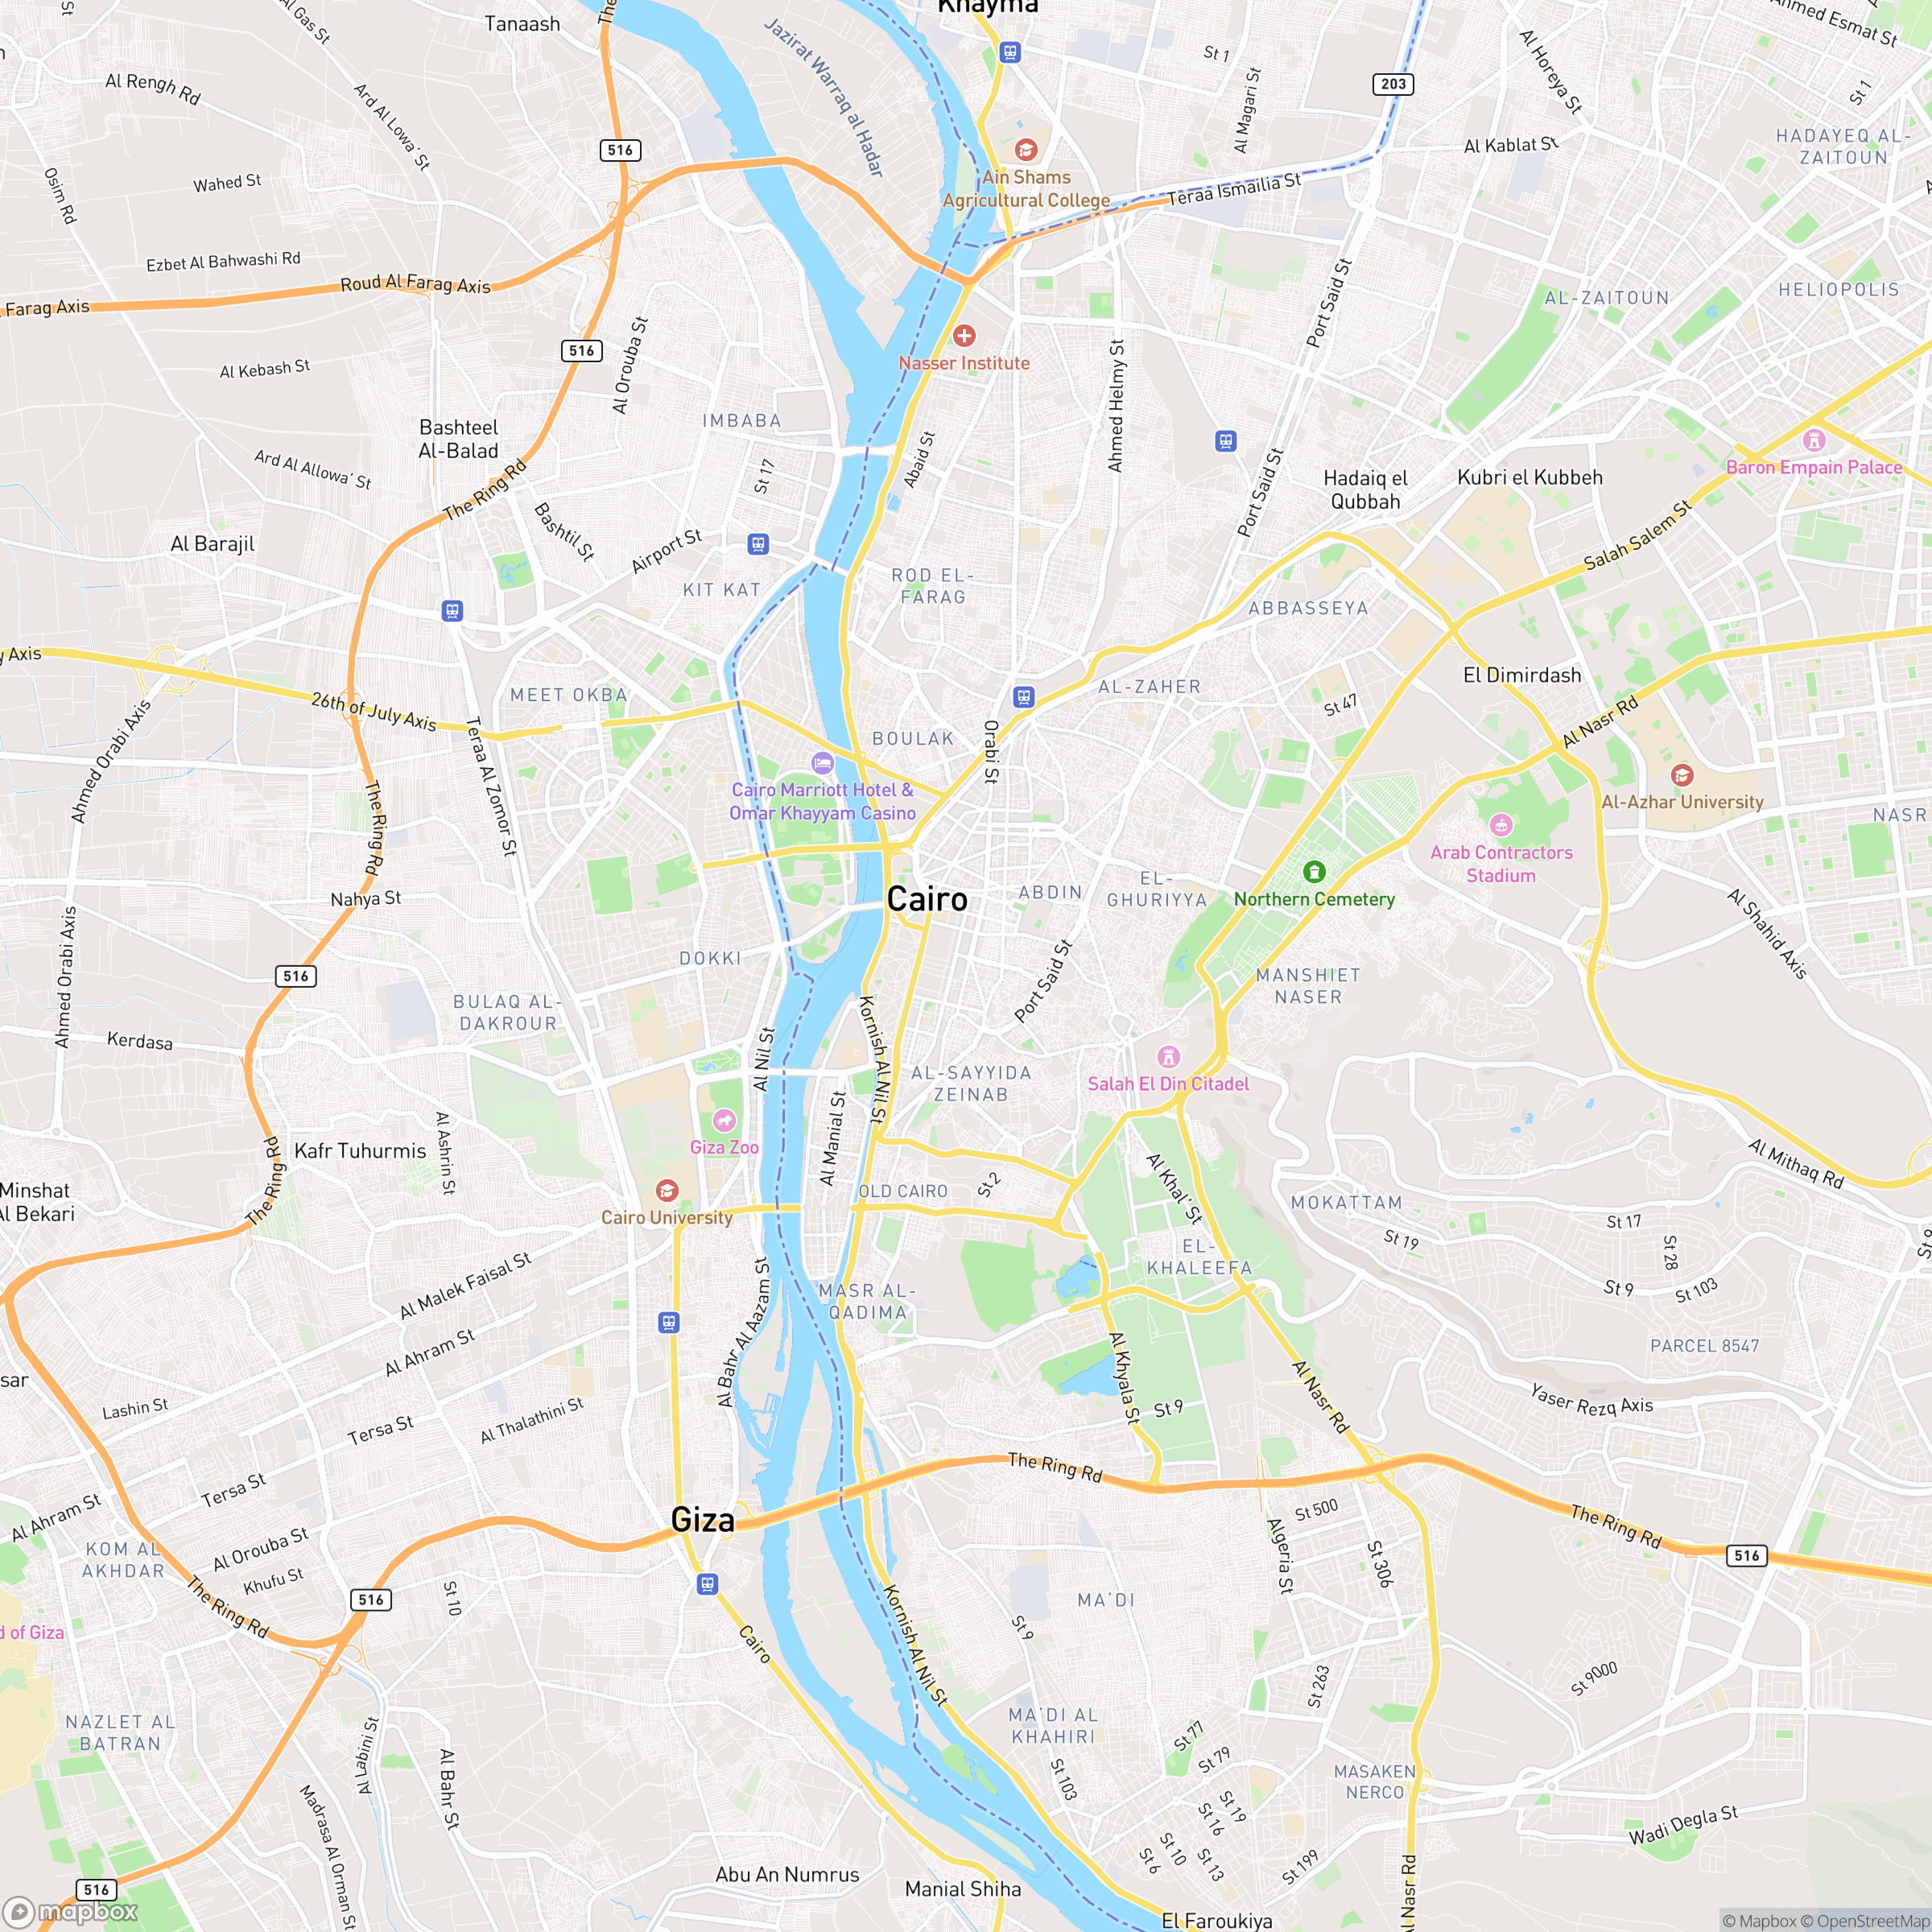 Khayma
Tanaash
The
Al Gas St
Ahmed Esmat St
Al Horeya St
St 1
St 1
203
Al Rengh Rd
Ard Al Lowa' St
Jazirat Warraq al Hadar
Al Magari St
Al Kablat St
HADAYEQ AL-
ZAITOUN
516
Ain Shams
Agricultural College
Teraa Ismailia St
Wahed St
Osim Rd
Ezbet Al Bahwashi Rd
Roud Al Farag Axis
Farag Axis
Port Said St
AL-ZAITOUN
HELIOPOLIS
516
Al Orouba St
Nasser Institute
Ahmed Helmy St
Al Kebash St
IMBABA
Bashteel
Al-Balad
Abaid St
St 17
Baron Empain Palace
Ard Al Allowa' St
The Ring Rd
Port Said St
Hadaiq el
Qubbah
Kubri el Kubbeh
Salah Salem St
Bashtil St
Airport St
Al Barajil
KIT KAT
ROD EL-
FARAG
ABBASSEYA
y Axis
26th of July Axis
MEET OKBA
AL-ZAHER
St 47
El Dimirdash
Al Nasr Rd
Ahmed Orabi Axis
Teraa Al Zomor St
BOULAK
Orabi St
Cairo Marriott Hotel &
Omar Khayyam Casino
Al-Azhar University
NASR
The Ring Rd
Arab Contractors
Stadium
Nahya St
Cairo
ABDIN
EL-
GHURIYYA
Northern Cemetery
Al Shahid Axis
Ahmed Orabi Axis
516
DOKKI
Port Said St
MANSHIET
NASER
BULAQ AL-
DAKROUR
Kornish Al Nil St
Al Nil St
Kerdasa
AL-SAYYIDA
ZEINAB
Salah El Din Citadel
Al Ashrin St
Giza Zoo
Al Manial St
Kafr Tuhurmis
The Ring Rd
Minshat
Al Bekari
Cairo University
OLD CAIRO
St 2
Al Khal' St
MOKATTAM
Al Mithaq Rd
St 17
St 19
St 28
St 9
St 103
EL-
KHALEEFA
Al Malek Faisal St
Al Bahr Al Aazam St
MASR AL-
QADIMA
Al Ahram St
PARCEL 8547
sar
Lashin St
Tersa St
Al Thalathini St
Al Khyala St
St 9
Al Nasr Rd
Yaser Rezq Axis
The Ring Rd
Tersa St
Al Ahram St
Giza
St 500
The Ring Rd
516
Al Orouba St
KOM AL
AKHDAR
Khufu St
The Ring Rd
516
St 10
Algeria St
St 306
Kornish Al Nil St
St 9
MA'DI
d of Giza
Cairo
St 263
St 9000
NAZLET AL
BATRAN
Al Labini St
Al Bahr St
MA'DI AL
KHAHIRI
St 77
St 79
St 103
St 19
St 16
MASAKEN
NERCO
Madrasa Al Orman St
St 10
St 6
St 13
St 199
Wadi Degla St
Al Nasr Rd
Abu An Numrus
Manial Shiha
El Faroukiya
516
mapbox
© Mapbox © OpenStreetMap